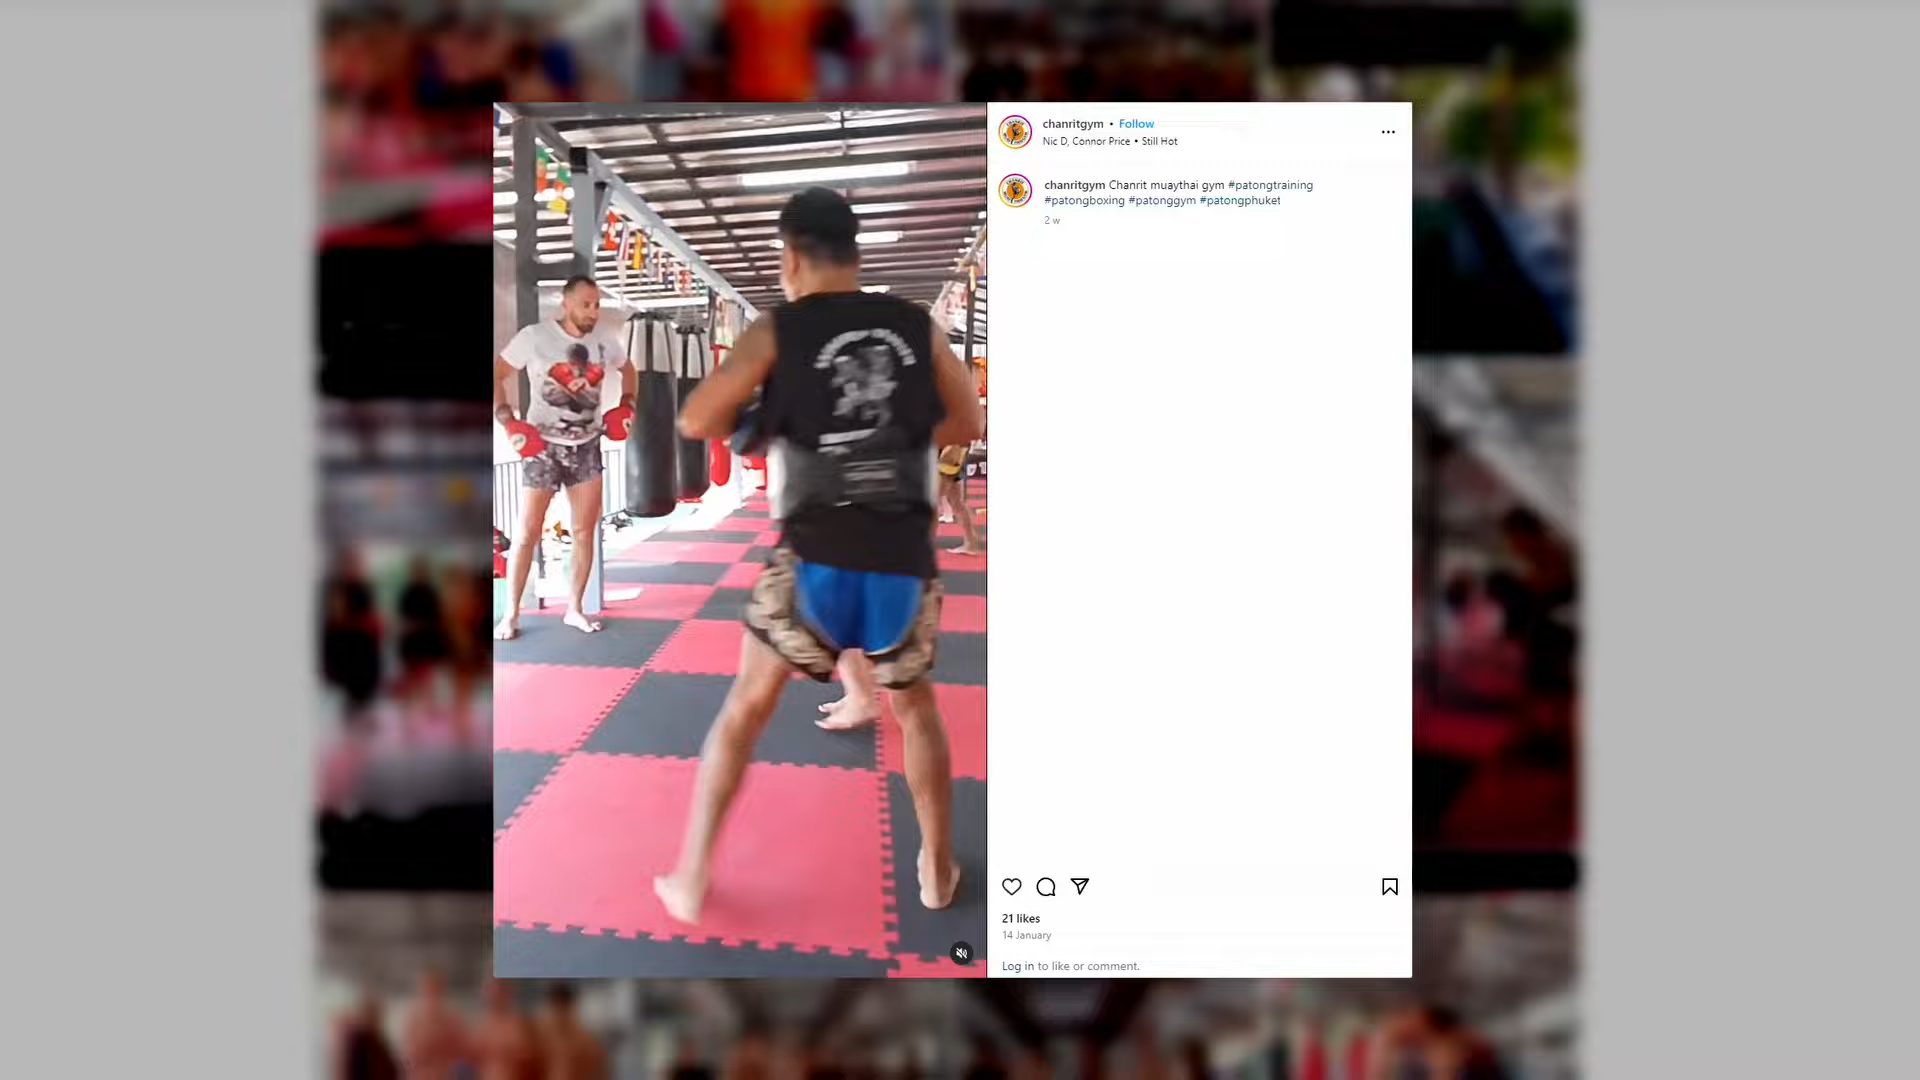 chanritgym • Follow
Nic D, Connor Price • Still Hot
chanritgym Chanrit muaythai gym #patongtraining
#patongboxing #patonggym #patongphuket
2 w
21 likes
14 January
Log in to like or comment.